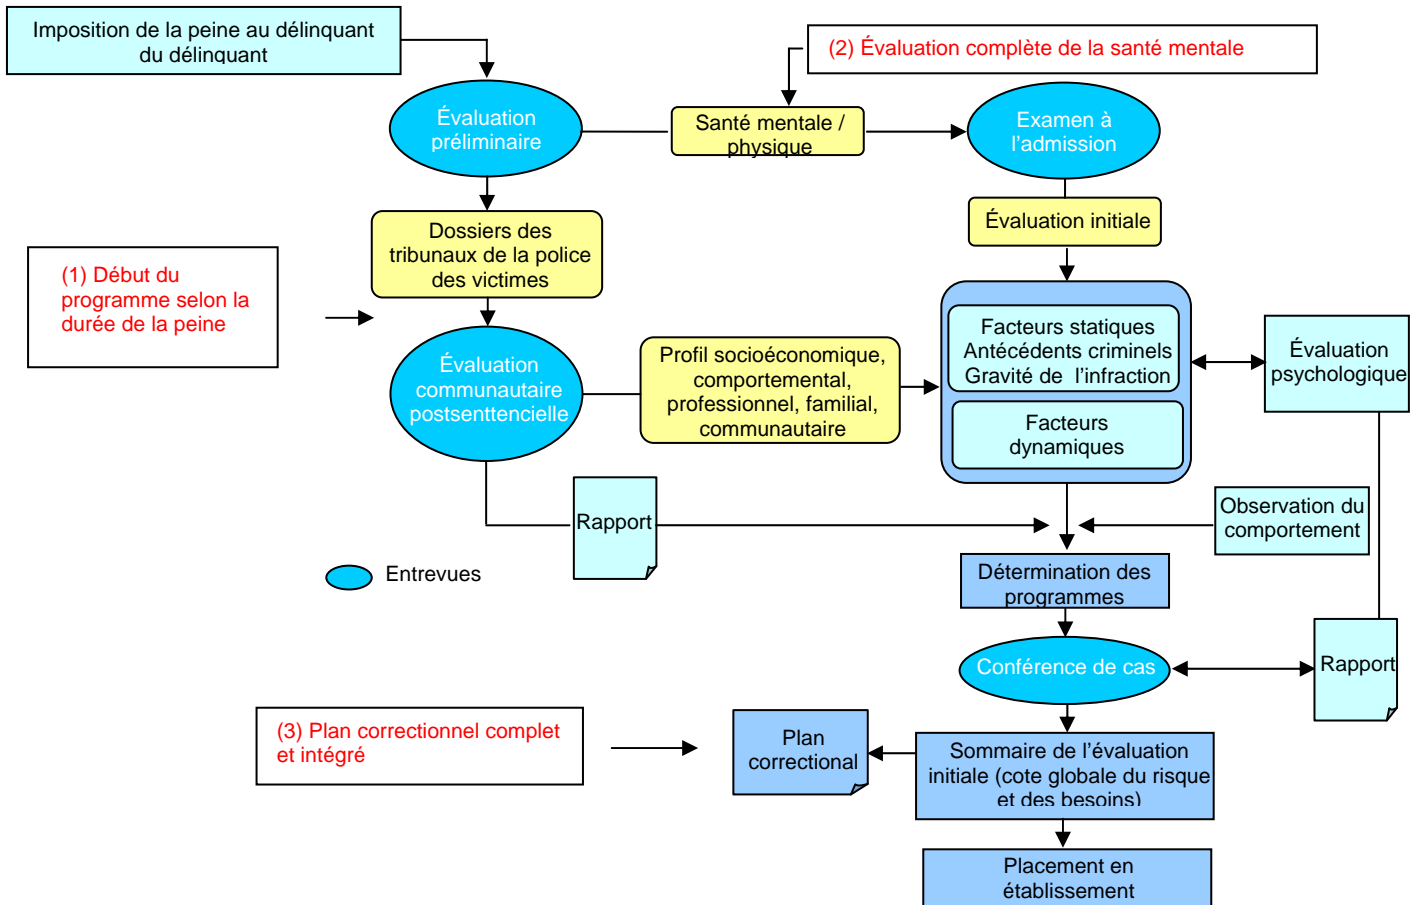 Imposition de la peine au délinquant
du délinquant
(2) Évaluation complète de la santé mentale
Évaluation
préliminaire
Santé mentale /
physique
Examen à
l’admission
Dossiers des
tribunaux de la police
des victimes
Évaluation initiale
(1) Début du
programme selon la
durée de la peine
Facteurs statiques
Antécédents criminels
Gravité de l’infraction
Évaluation
psychologique
Évaluation
communautaire
postsenttencielle
Profil socioéconomique,
comportemental,
professionnel, familial,
communautaire
Facteurs
dynamiques
Rapport
Observation du
comportement
Entrevues
Détermination des
programmes
Conférence de cas
Rapport
(3) Plan correctionnel complet
et intégré
Plan
correctional
Sommaire de l’évaluation
initiale (cote globale du risque
et des besoins)
Placement en
établissement